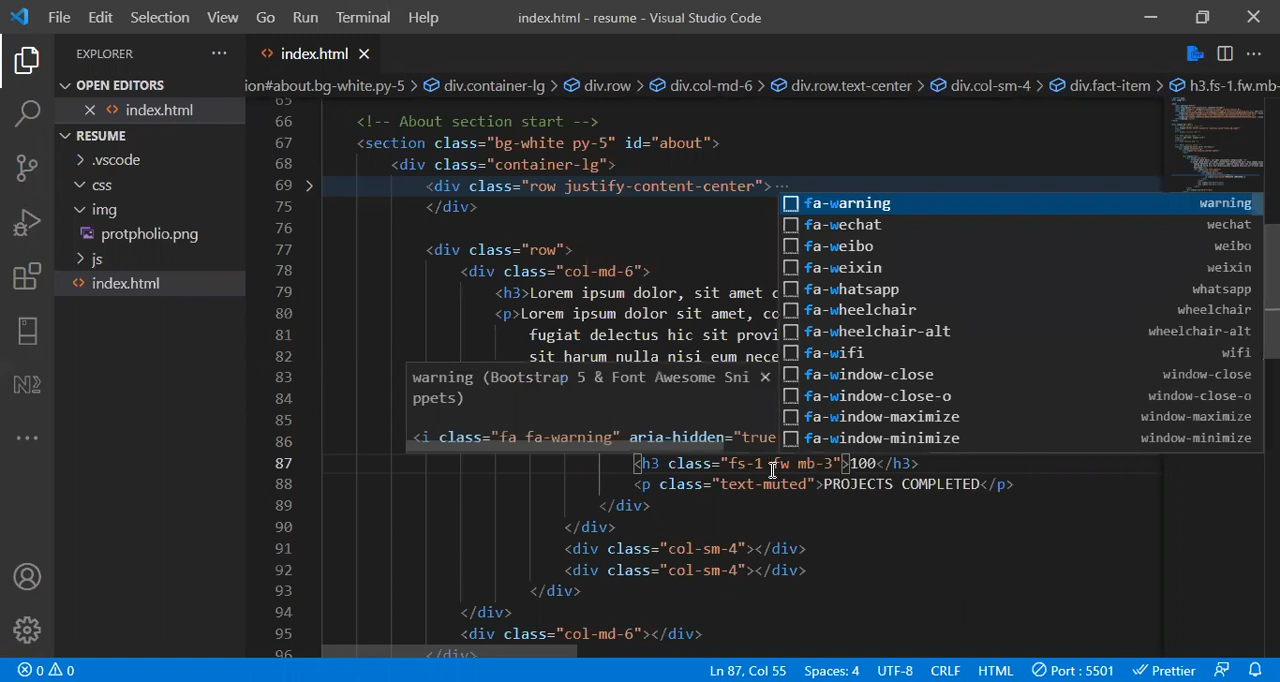 File Edit Selection View Go Run Terminal Help index.html - resume - Visual Studio Code
EXPLORER ··· <> index.html ×
OPEN EDITORS
× <> index.html
RESUME
.vscode
css
img
protpholio.png
js
<> index.html
ion#about.bg-white.py-5 > div.container-lg > div.row > div.col-md-6 > div.row.text-center > div.col-sm-4 > div.fact-item > h3.fs-1.fw.mb-
65
66 <!-- About section start -->
67 <section class="bg-white py-5" id="about">
68 <div class="container-lg">
69 <div class="row justify-content-center">···
75 </div>
76
77 <div class="row">
78 <div class="col-md-6">
79 <h3>Lorem ipsum dolor, sit amet c
80 <p>Lorem ipsum dolor sit amet, co
81 fugiat delectus hic sit provi
82 sit harum nulla nisi eum nece
83
84
85
86
87 <h3 class="fs-1 fw mb-3">100</h3>
88 <p class="text-muted">PROJECTS COMPLETED</p>
89 </div>
90 </div>
91 <div class="col-sm-4"></div>
92 <div class="col-sm-4"></div>
93 </div>
94 </div>
95 <div class="col-md-6"></div>
96 </div>
fa-warning warning
fa-wechat wechat
fa-weibo weibo
fa-weixin weixin
fa-whatsapp whatsapp
fa-wheelchair wheelchair
fa-wheelchair-alt wheelchair-alt
fa-wifi wifi
fa-window-close window-close
fa-window-close-o window-close-o
fa-window-maximize window-maximize
fa-window-minimize window-minimize
warning (Bootstrap 5 & Font Awesome Sni ×
ppets)
<i class="fa fa-warning" aria-hidden="true
0 0 Ln 87, Col 55 Spaces: 4 UTF-8 CRLF HTML Port : 5501 Prettier